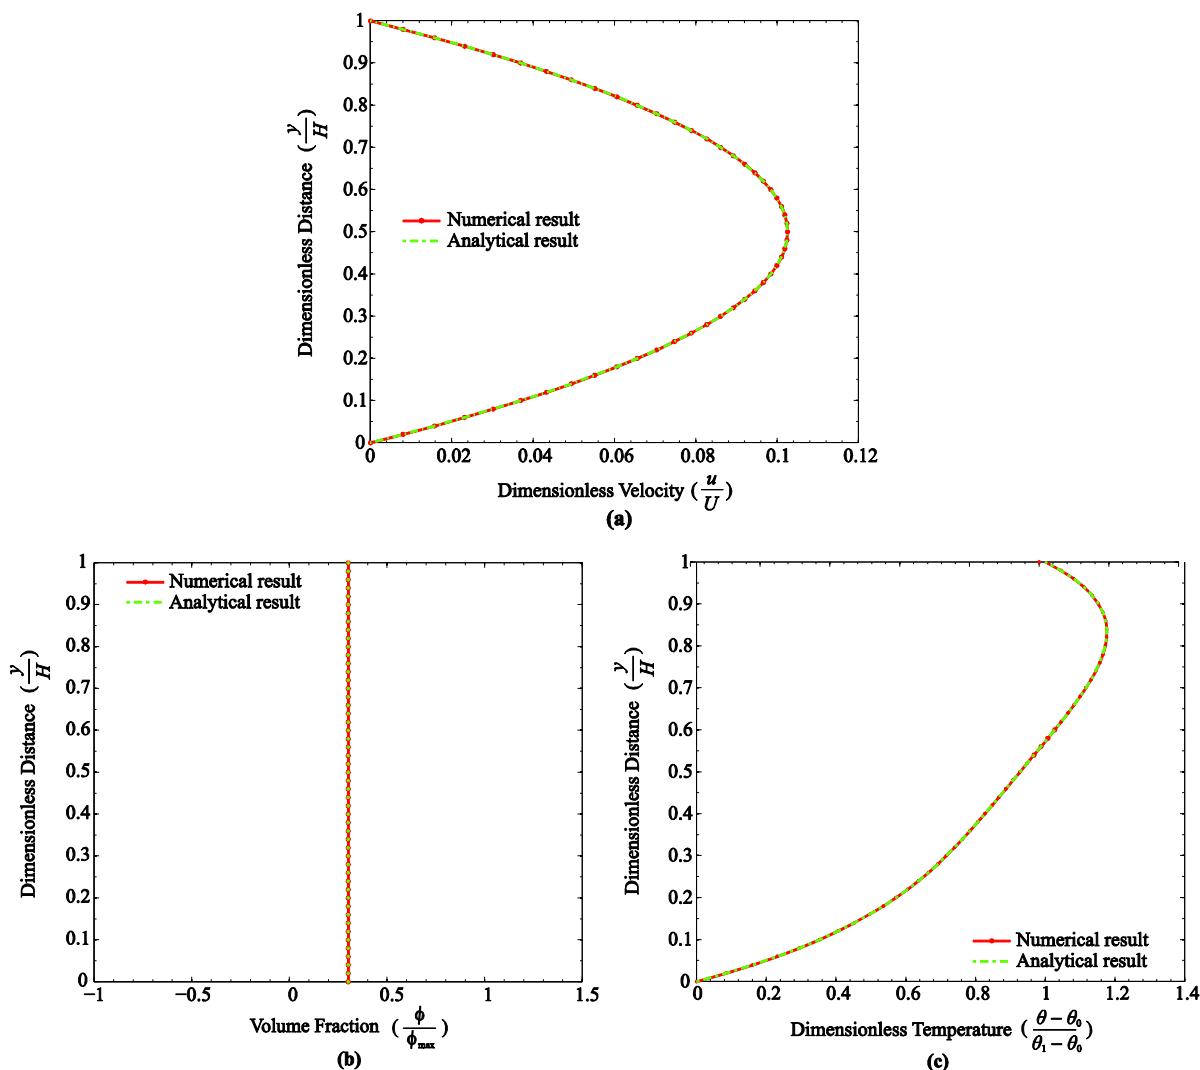 1
0.9
0.8
0.7
0.6
0.5
0.4
0.3
0.2
0.1
0
Dimensionless Distance (y/H)
Numerical result
Analytical result
0 0.02 0.04 0.06 0.08 0.1 0.12
Dimensionless Velocity (u/U)
(a)
1
0.9
0.8
0.7
0.6
0.5
0.4
0.3
0.2
0.1
0
Dimensionless Distance (y/H)
Numerical result
Analytical result
−1 −0.5 0 0.5 1 1.5
Volume Fraction (ϕ/ϕmax)
(b)
1
0.9
0.8
0.7
0.6
0.5
0.4
0.3
0.2
0.1
0
Dimensionless Distance (y/H)
Numerical result
Analytical result
0 0.2 0.4 0.6 0.8 1 1.2 1.4
Dimensionless Temperature (θ−θ0/θ1−θ0)
(c)